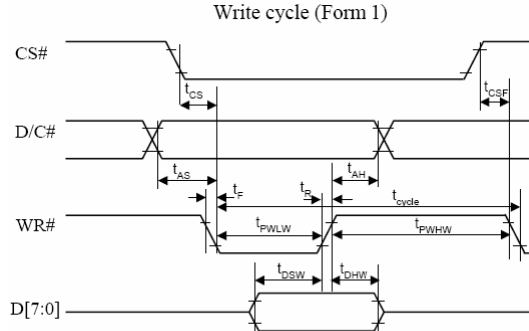 Write cycle (Form 1)
CS#
tCS
tCSF
D/C#
tAS
tF
tR
tAH
tcycle
WR#
tPWLW
tPWHW
tDSW
tDHW
D[7:0]